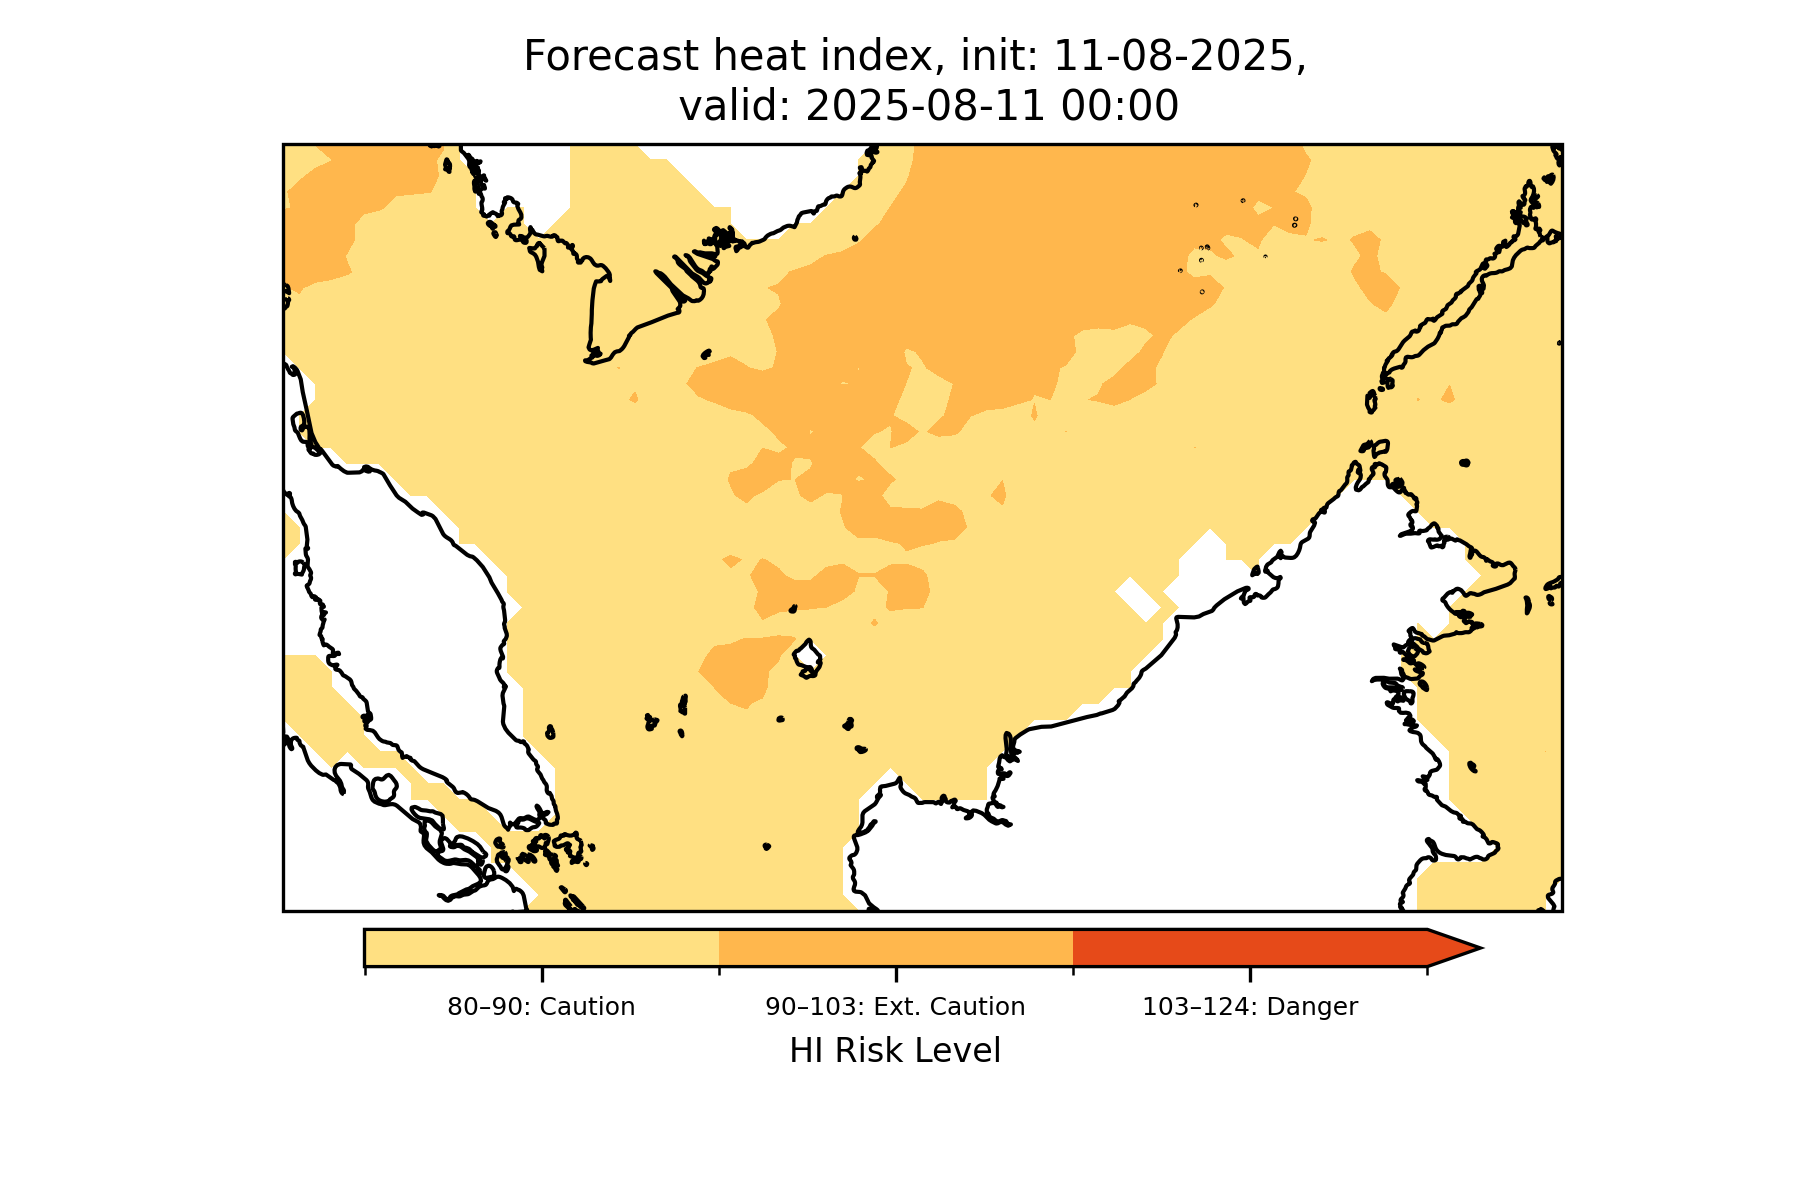 Forecast heat index, init: 11-08-2025,
valid: 2025-08-11 00:00
80–90: Caution
90–103: Ext. Caution
103–124: Danger
HI Risk Level